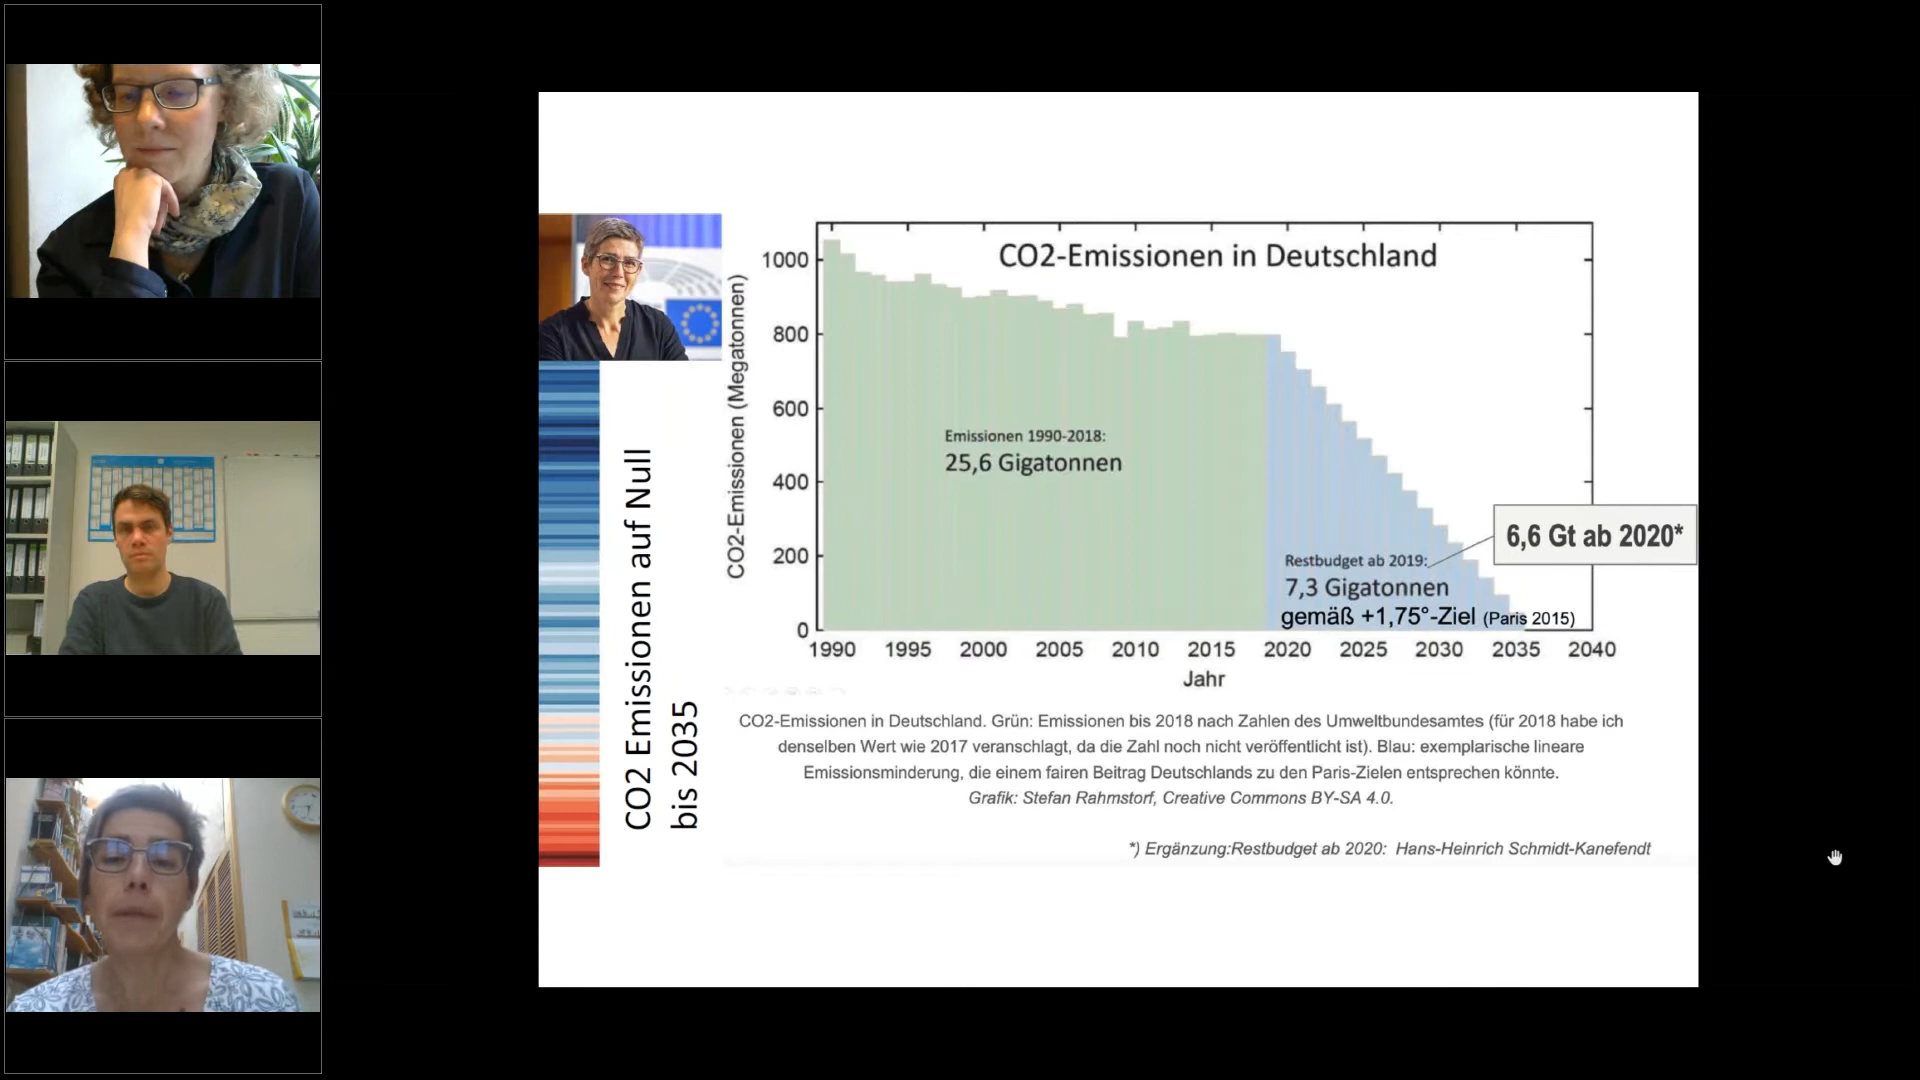 CO2 Emissionen auf Null
bis 2035
CO2-Emissionen in Deutschland
CO2-Emissionen (Megatonnen)
1000
800
600
400
200
0
Emissionen 1990-2018:
25,6 Gigatonnen
6,6 Gt ab 2020*
Restbudget ab 2019:
7,3 Gigatonnen
gemäß +1,75°-Ziel (Paris 2015)
1990 1995 2000 2005 2010 2015 2020 2025 2030 2035 2040
Jahr
CO2-Emissionen in Deutschland. Grün: Emissionen bis 2018 nach Zahlen des Umweltbundesamtes (für 2018 habe ich
denselben Wert wie 2017 veranschlagt, da die Zahl noch nicht veröffentlicht ist). Blau: exemplarische lineare
Emissionsminderung, die einem fairen Beitrag Deutschlands zu den Paris-Zielen entsprechen könnte.
Grafik: Stefan Rahmstorf, Creative Commons BY-SA 4.0.
*) Ergänzung:Restbudget ab 2020: Hans-Heinrich Schmidt-Kanefendt